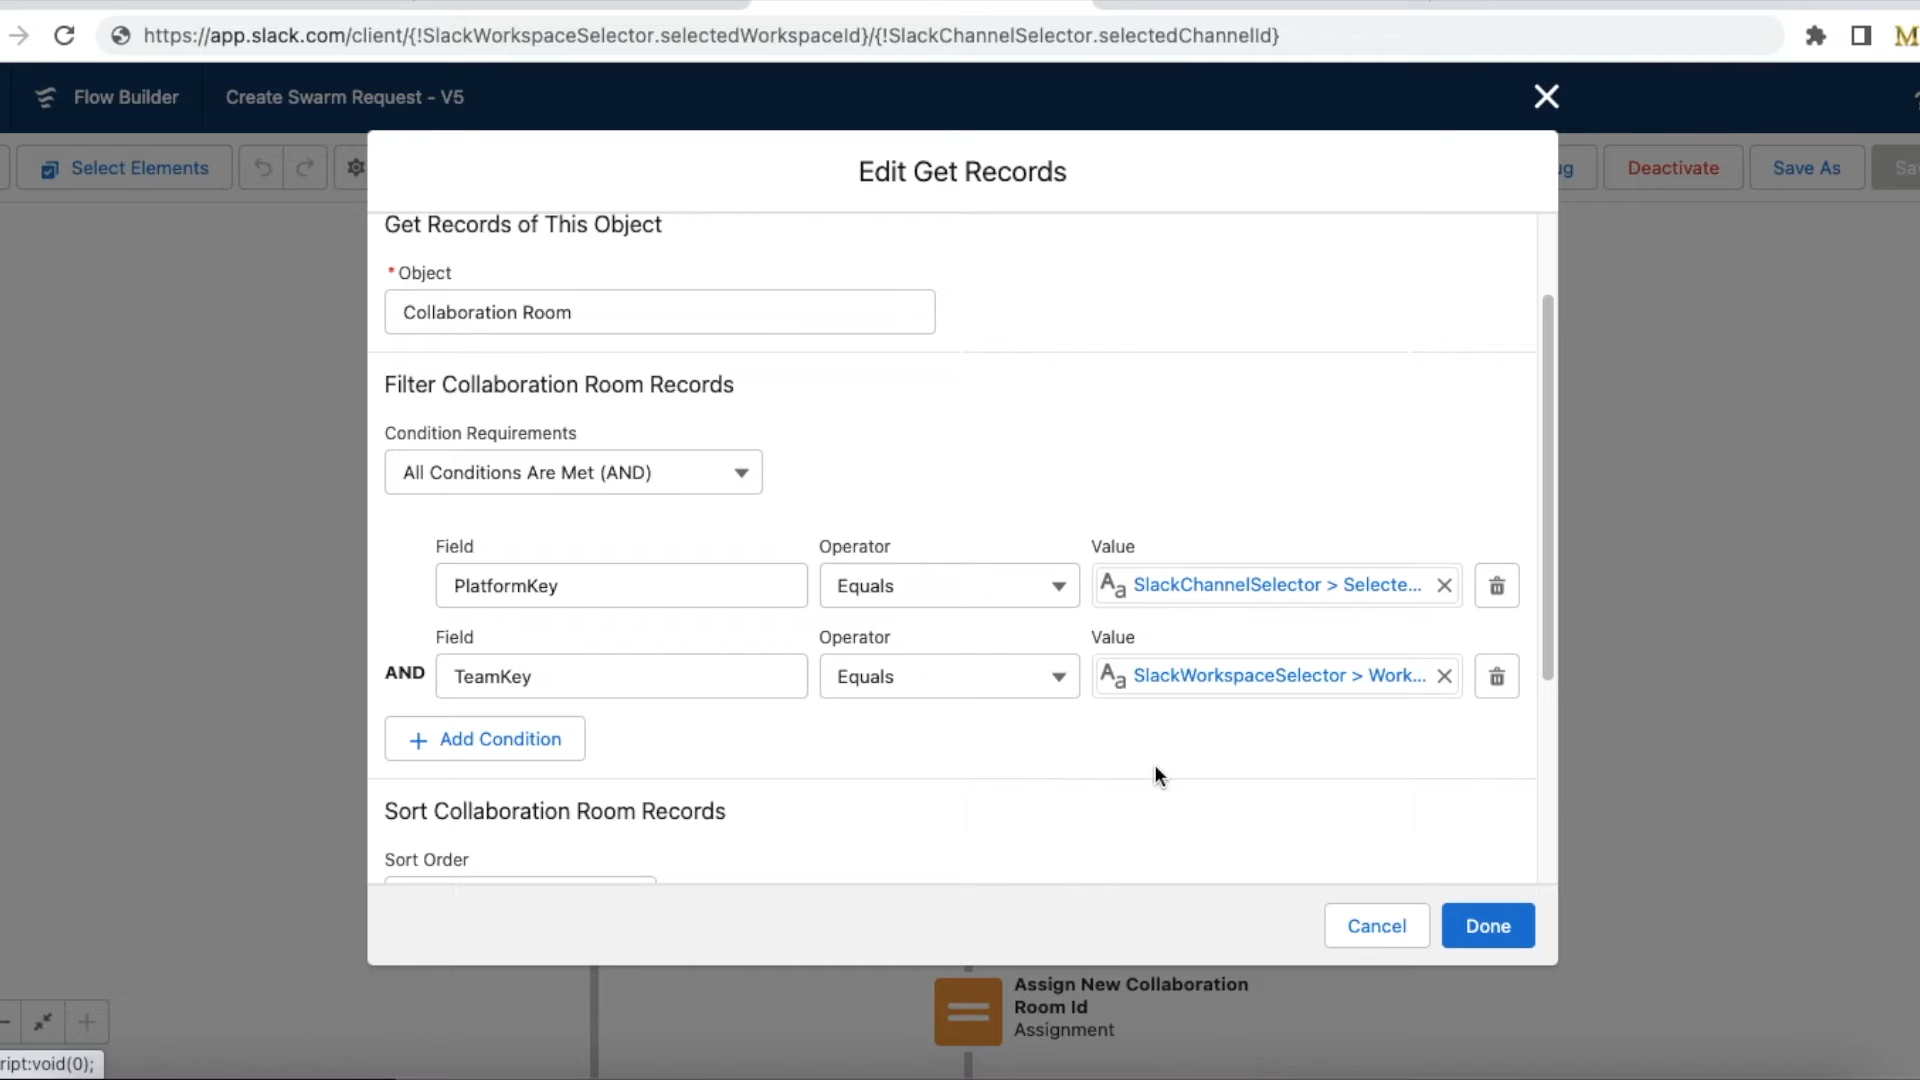 https://app.slack.com/client/{!SlackWorkspaceSelector.selectedWorkspaceId}/{!SlackChannelSelector.selectedChannelId}
M
Flow Builder
Create Swarm Request - V5
Select Elements
Deactivate
Save As
Edit Get Records
Get Records of This Object
* Object
Collaboration Room
Filter Collaboration Room Records
Condition Requirements
All Conditions Are Met (AND)
Field
Operator
Value
PlatformKey
Equals
Aa SlackChannelSelector > Selecte...
Field
Operator
Value
AND
TeamKey
Equals
Aa SlackWorkspaceSelector > Work...
+ Add Condition
Sort Collaboration Room Records
Sort Order
Cancel
Done
Assign New Collaboration
Room Id
Assignment
ript:void(0);